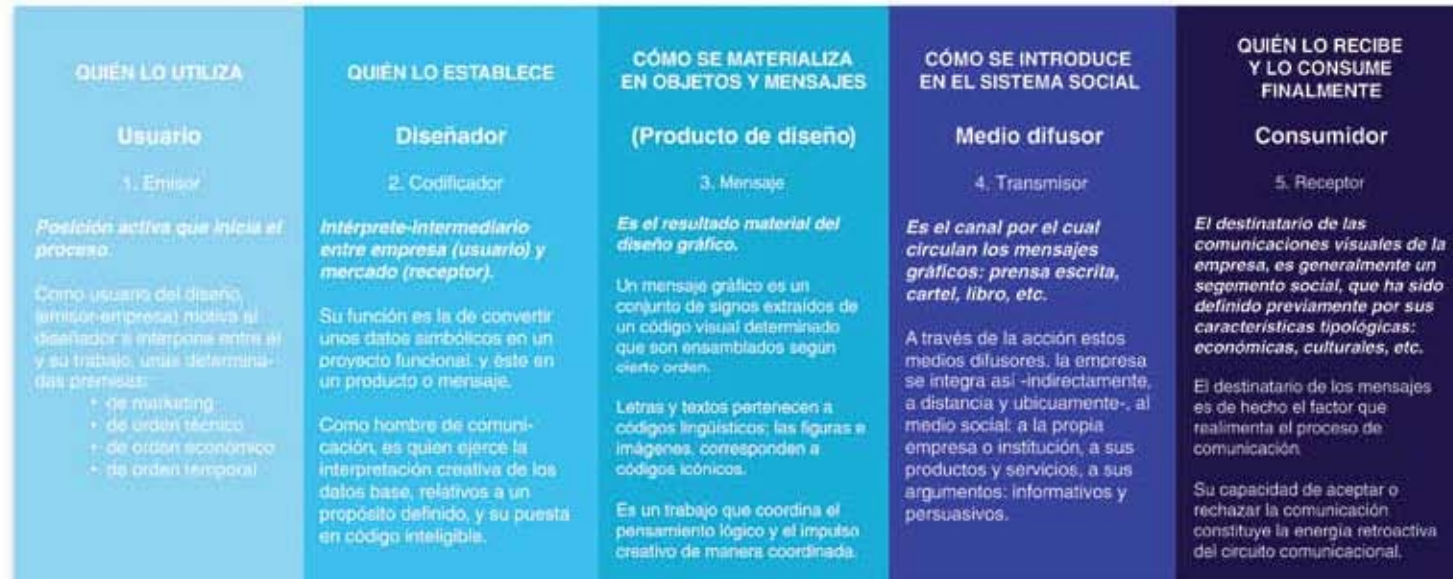 QUIÉN LO UTILIZA
Usuario
1. Emisor
Posición activa que inicia el
proceso.
Como usuario del diseño,
(emisor-empresa) motiva al
diseñador e interpone entre él
y su trabajo, unas determina-
das premisas:
• de marketing
• de orden técnico
• de orden económico
• de orden temporal
QUIÉN LO ESTABLECE
Diseñador
2. Codificador
Intérprete-intermediario
entre empresa (usuario) y
mercado (receptor).
Su función es la de convertir
unos datos simbólicos en un
proyecto funcional, y éste en
un producto o mensaje.
Como hombre de comuni-
cación, es quien ejerce la
interpretación creativa de los
datos base, relativos a un
propósito definido, y su puesta
en código inteligible.
CÓMO SE MATERIALIZA
EN OBJETOS Y MENSAJES
(Producto de diseño)
3. Mensaje
Es el resultado material del
diseño gráfico.
Un mensaje gráfico es un
conjunto de signos extraídos de
un código visual determinado
que son ensamblados según
cierto orden.
Letras y textos pertenecen a
códigos lingüísticos; las figuras e
imágenes, corresponden a
códigos icónicos.
Es un trabajo que coordina el
pensamiento lógico y el impulso
creativo de manera coordinada.
CÓMO SE INTRODUCE
EN EL SISTEMA SOCIAL
Medio difusor
4. Transmisor
Es el canal por el cual
circulan los mensajes
gráficos: prensa escrita,
cartel, libro, etc.
A través de la acción estos
medios difusores, la empresa
se integra así -indirectamente,
a distancia y ubicuamente-, al
medio social: a la propia
empresa o institución, a sus
productos y servicios, a sus
argumentos: informativos y
persuasivos.
QUIÉN LO RECIBE
Y LO CONSUME
FINALMENTE
Consumidor
5. Receptor
El destinatario de las
comunicaciones visuales de la
empresa, es generalmente un
segemento social, que ha sido
definido previamente por sus
características tipológicas:
económicas, culturales, etc.
El destinatario de los mensajes
es de hecho el factor que
realimenta el proceso de
comunicación.
Su capacidad de aceptar o
rechazar la comunicación
constituye la energía retroactiva
del circuito comunicacional.